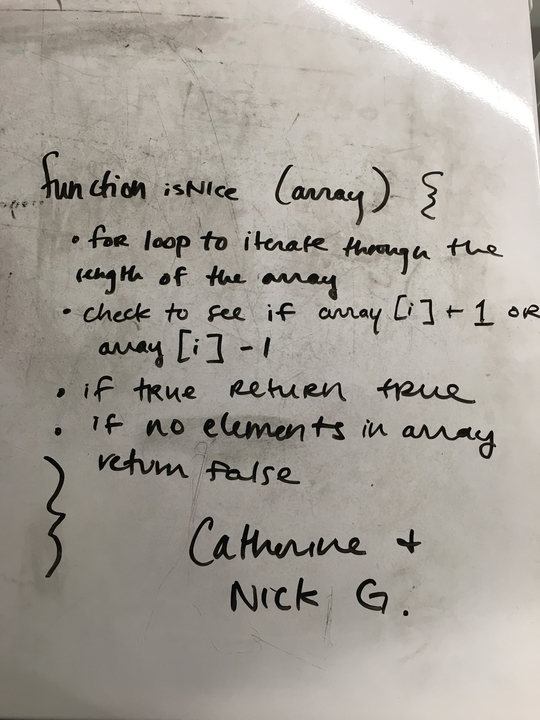 function isNice (array) {
• for loop to iterate through the
length of the array
• check to see if array [i] + 1 OR
array [i] - 1
• if true return true
• if no elements in array
return false
}
Catherine +
Nick G.